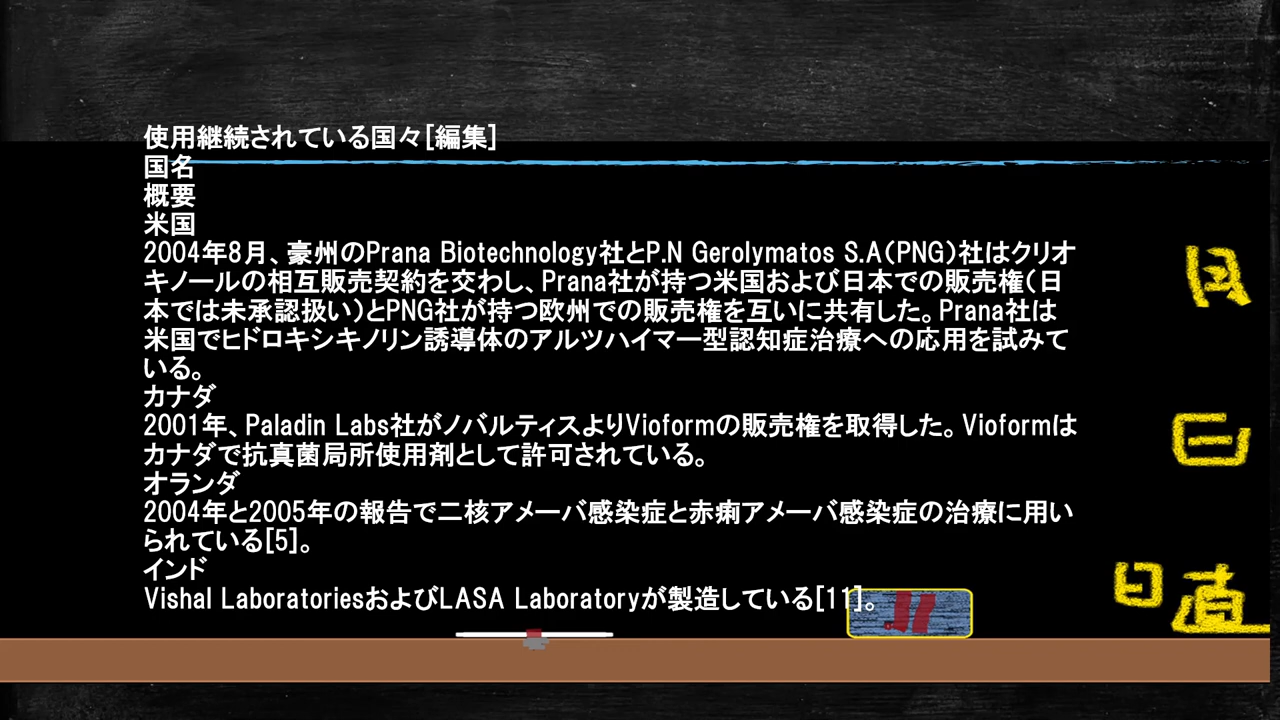 使用継続されている国々[編集]
国名
概要
米国
2004年8月、豪州のPrana Biotechnology社とP.N Gerolymatos S.A(PNG)社はクリオ
キノールの相互販売契約を交わし、Prana社が持つ米国および日本での販売権(日
本では未承認扱い)とPNG社が持つ欧州での販売権を互いに共有した。Prana社は
米国でヒドロキシキノリン誘導体のアルツハイマー型認知症治療への応用を試みて
いる。
カナダ
2001年、Paladin Labs社がノバルティスよりVioformの販売権を取得した。Vioformは
カナダで抗真菌局所使用剤として許可されている。
オランダ
2004年と2005年の報告で二核アメーバ感染症と赤痢アメーバ感染症の治療に用い
られている[5]。
インド
Vishal LaboratoriesおよびLASA Laboratoryが製造している[11]。
月
日
日直